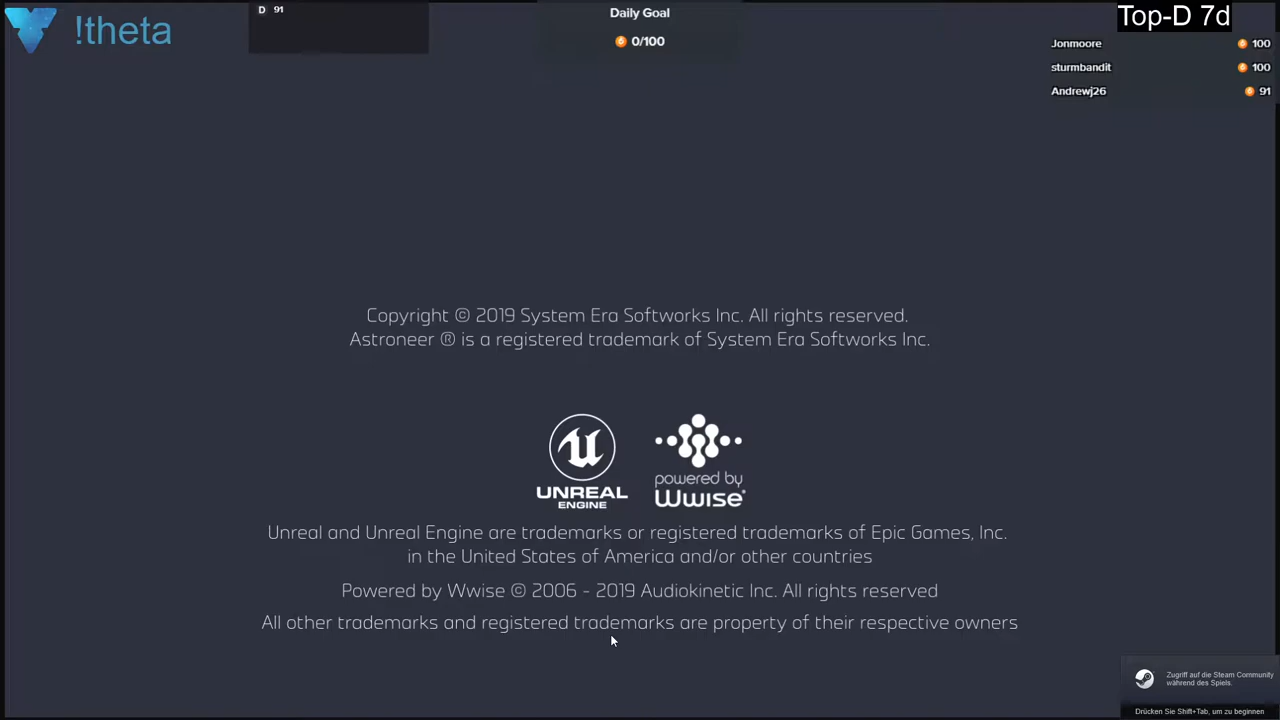 !theta
D 91
Daily Goal
0/100
Top-D 7d
Jonmoore 100
sturmbandit 100
Andrewj26 91
Copyright © 2019 System Era Softworks Inc. All rights reserved.
Astroneer ® is a registered trademark of System Era Softworks Inc.
UNREAL
ENGINE
powered by
Wwise®
Unreal and Unreal Engine are trademarks or registered trademarks of Epic Games, Inc.
in the United States of America and/or other countries
Powered by Wwise © 2006 - 2019 Audiokinetic Inc. All rights reserved
All other trademarks and registered trademarks are property of their respective owners
Zugriff auf die Steam Community
während des Spiels.
Drücken Sie Shift+Tab, um zu beginnen